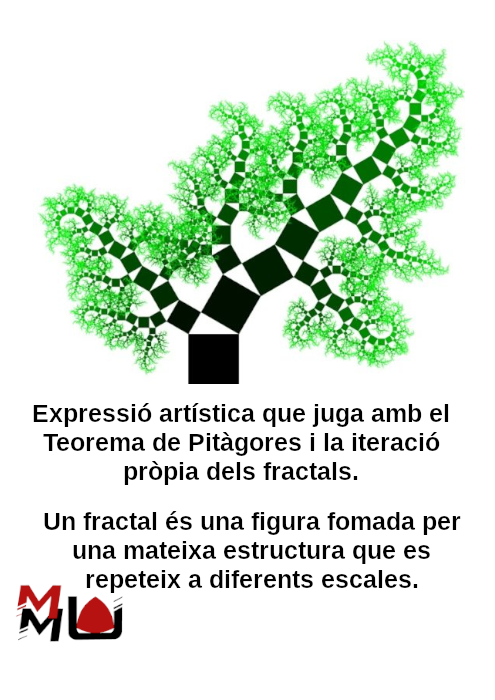 Expressió artística que juga amb el
Teorema de Pitàgores i la iteració
pròpia dels fractals.
Un fractal és una figura fomada per
una mateixa estructura que es
repeteix a diferents escales.
MMU